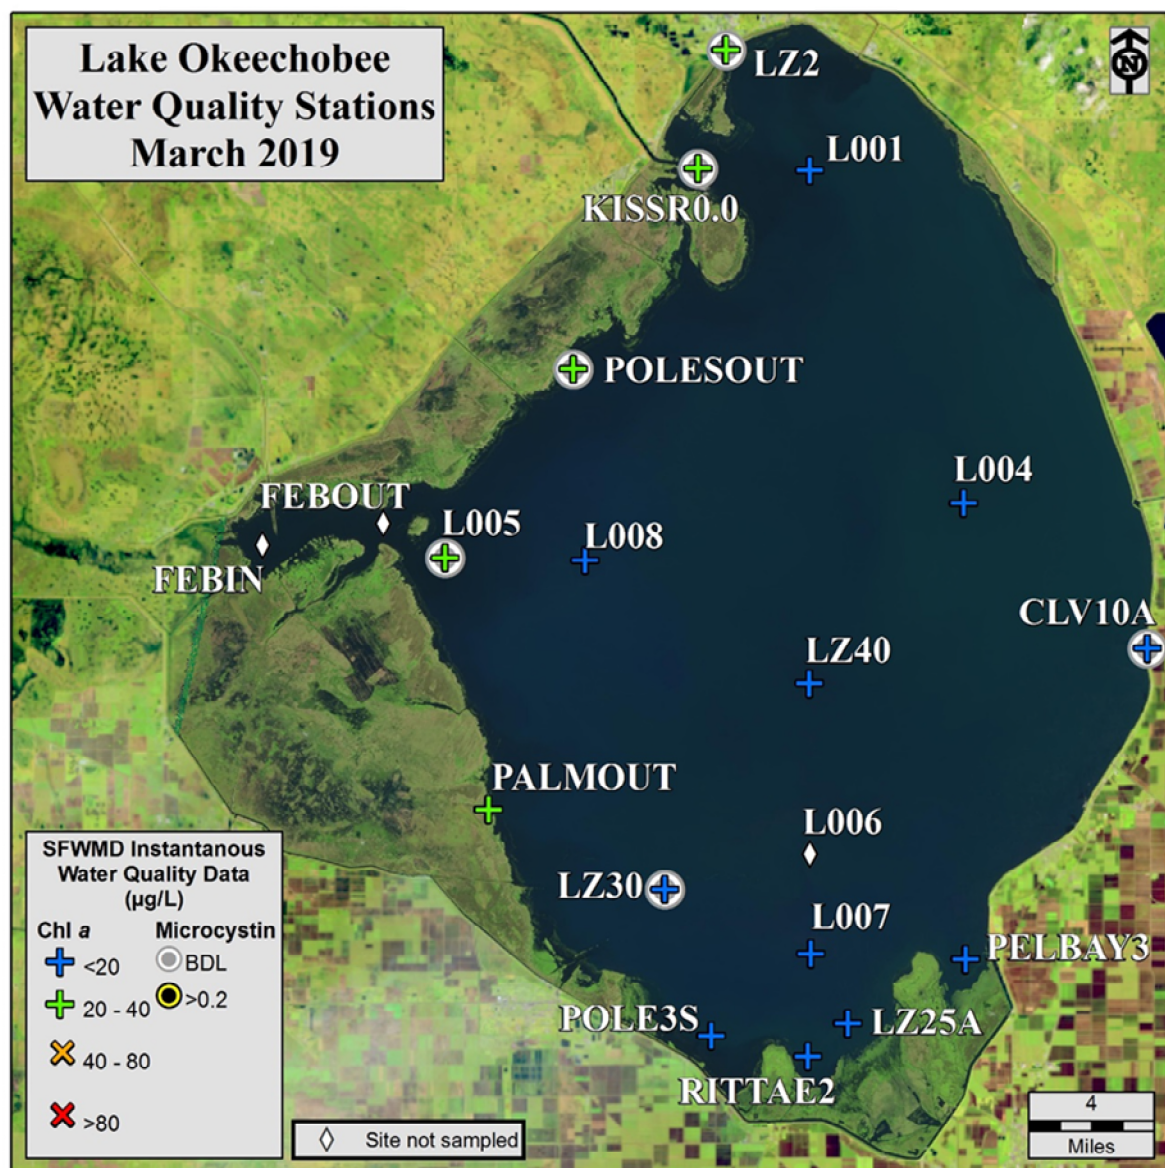 Lake Okeechobee
Water Quality Stations
March 2019
N
LZ2
L001
KISSR0.0
POLESOUT
L004
FEBOUT
L005
L008
FEBIN
CLV10A
LZ40
PALMOUT
L006
LZ30
L007
PELBAY3
POLE3S
LZ25A
RITTAE2
SFWMD Instantanous
Water Quality Data
(µg/L)
Chl a
Microcystin
<20
BDL
20 - 40
>0.2
40 - 80
>80
Site not sampled
4
Miles